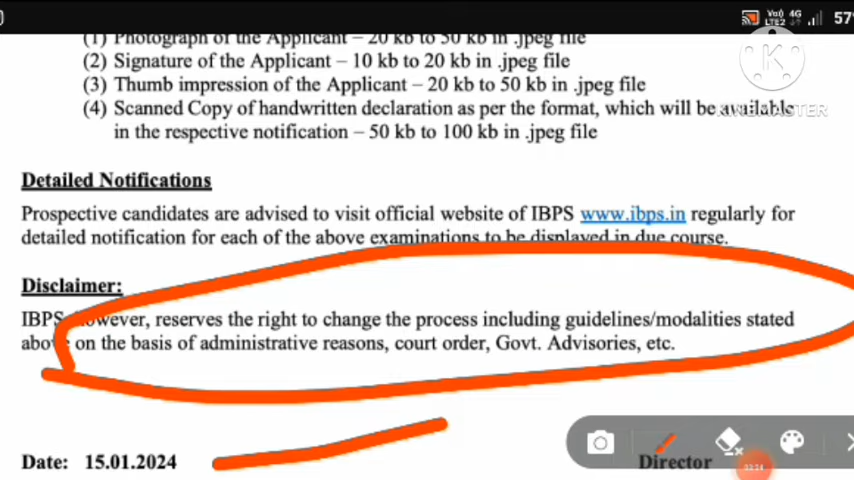 Vo)) 4G
LTE2
57
(1) Photograph of the Applicant – 20 kb to 50 kb in .jpeg file
(2) Signature of the Applicant – 10 kb to 20 kb in .jpeg file
K
(3) Thumb impression of the Applicant – 20 kb to 50 kb in .jpeg file
(4) Scanned Copy of handwritten declaration as per the format, which will be available
KINEMASTER
in the respective notification – 50 kb to 100 kb in .jpeg file
Detailed Notifications
Prospective candidates are advised to visit official website of IBPS www.ibps.in regularly for
detailed notification for each of the above examinations to be displayed in due course.
Disclaimer:
IBPS, however, reserves the right to change the process including guidelines/modalities stated
above on the basis of administrative reasons, court order, Govt. Advisories, etc.
Date: 15.01.2024
Director